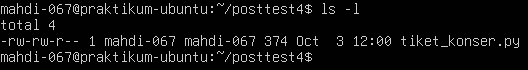 mahdi-067@praktikum-ubuntu:~/posttest4$ ls -l
total 4
-rw-rw-r-- 1 mahdi-067 mahdi-067 374 Oct  3 12:00 tiket_konser.py
mahdi-067@praktikum-ubuntu:~/posttest4$